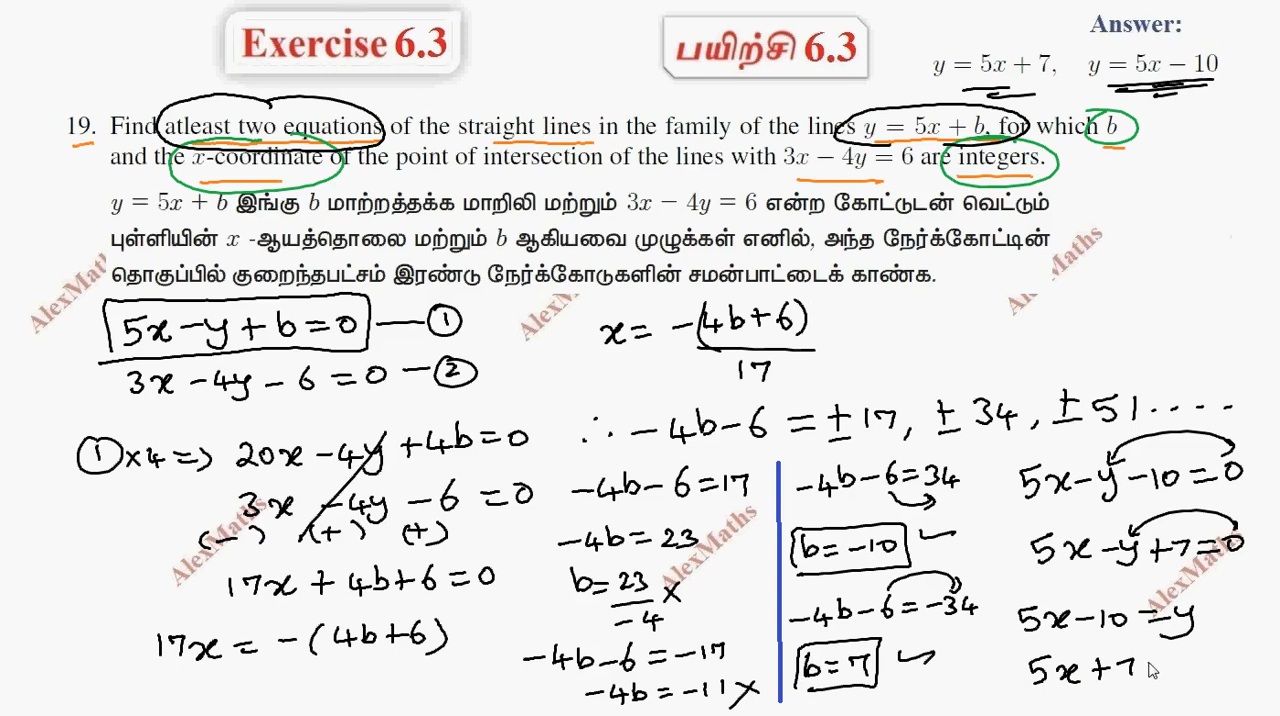 Exercise 6.3
பயிற்சி 6.3
Answer:
y = 5x + 7, y = 5x − 10
19. Find atleast two equations of the straight lines in the family of the lines y = 5x + b, for which b
and the x-coordinate of the point of intersection of the lines with 3x − 4y = 6 are integers.
y = 5x + b இங்கு b மாற்றத்தக்க மாறிலி மற்றும் 3x − 4y = 6 என்ற கோட்டுடன் வெட்டும்
புள்ளியின் x -ஆயத்தொலை மற்றும் b ஆகியவை முழுக்கள் எனில், அந்த நேர்க்கோட்டின்
தொகுப்பில் குறைந்தபட்சம் இரண்டு நேர்க்கோடுகளின் சமன்பாட்டைக் காண்க.
AlexMaths
AlexMaths
AlexMaths
5x − y + b = 0 — ①
3x − 4y − 6 = 0 — ②
① × 4 ⇒ 20x − 4y + 4b = 0
3x − 4y − 6 = 0
(−) (+) (+)
17x + 4b + 6 = 0
17x = −(4b + 6)
AlexMaths
x = −(4b + 6)
17
∴ −4b − 6 = ±17, ±34, ±51 . . . .
−4b − 6 = 17
−4b = 23
b = 23
−4 ×
−4b − 6 = −17
−4b = −11 ×
AlexMaths
−4b − 6 = 34
b = −10 ✓
−4b − 6 = −34
b = 7 ✓
5x − y − 10 = 0
5x − y + 7 = 0
5x − 10 = y
5x + 7
AlexMaths